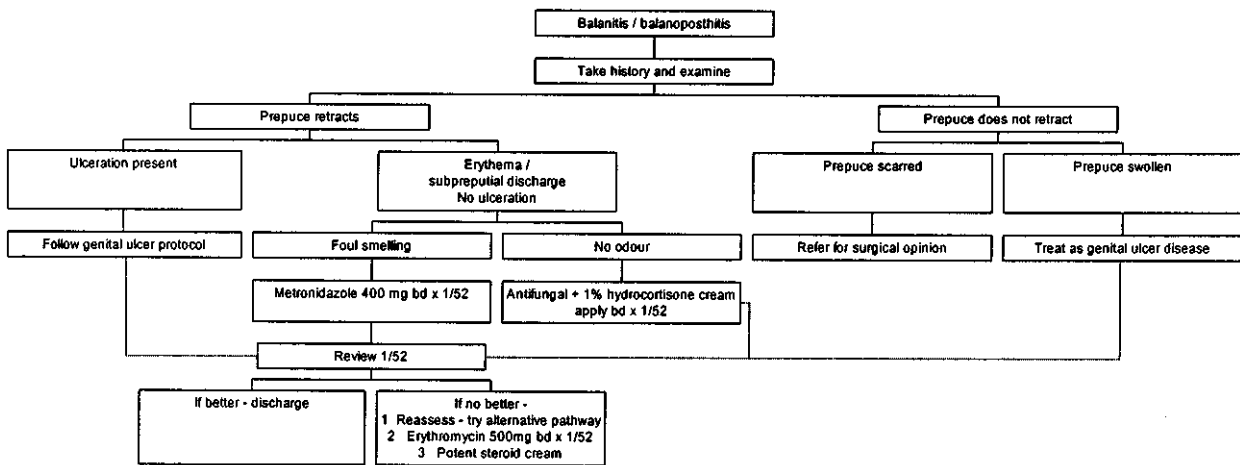 Balanitis / balanoposthitis
Take history and examine
Prepuce retracts
Prepuce does not retract
Ulceration present
Erythema /
subpreputial discharge
No ulceration
Prepuce scarred
Prepuce swollen
Follow genital ulcer protocol
Foul smelling
No odour
Refer for surgical opinion
Treat as genital ulcer disease
Metronidazole 400 mg bd x 1/52
Antifungal + 1% hydrocortisone cream
apply bd x 1/52
Review 1/52
If better - discharge
If no better -
1 Reassess - try alternative pathway
2 Erythromycin 500mg bd x 1/52
3 Potent steroid cream